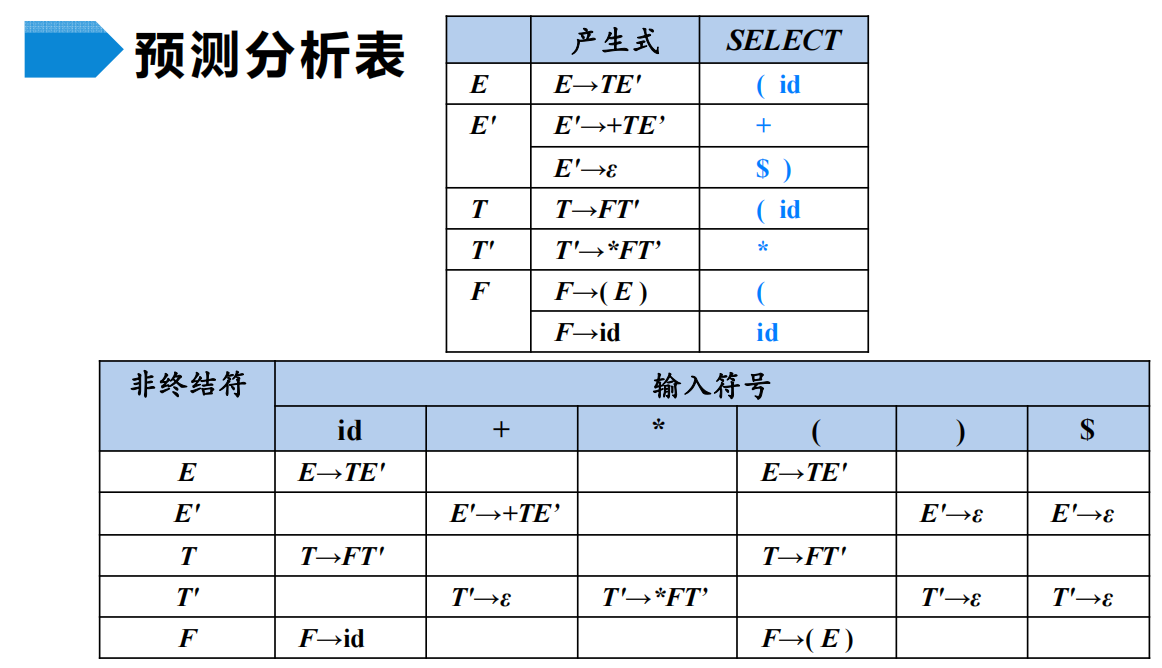 预测分析表
产生式 SELECT
E E→TE' ( id
E' E'→+TE’ +
E'→ε $ )
T T→FT' ( id
T' T'→*FT’ *
F F→( E ) (
F→id id
非终结符 输入符号
id + * ( ) $
E E→TE' E→TE'
E' E'→+TE’ E'→ε E'→ε
T T→FT' T→FT'
T' T'→ε T'→*FT’ T'→ε T'→ε
F F→id F→( E )